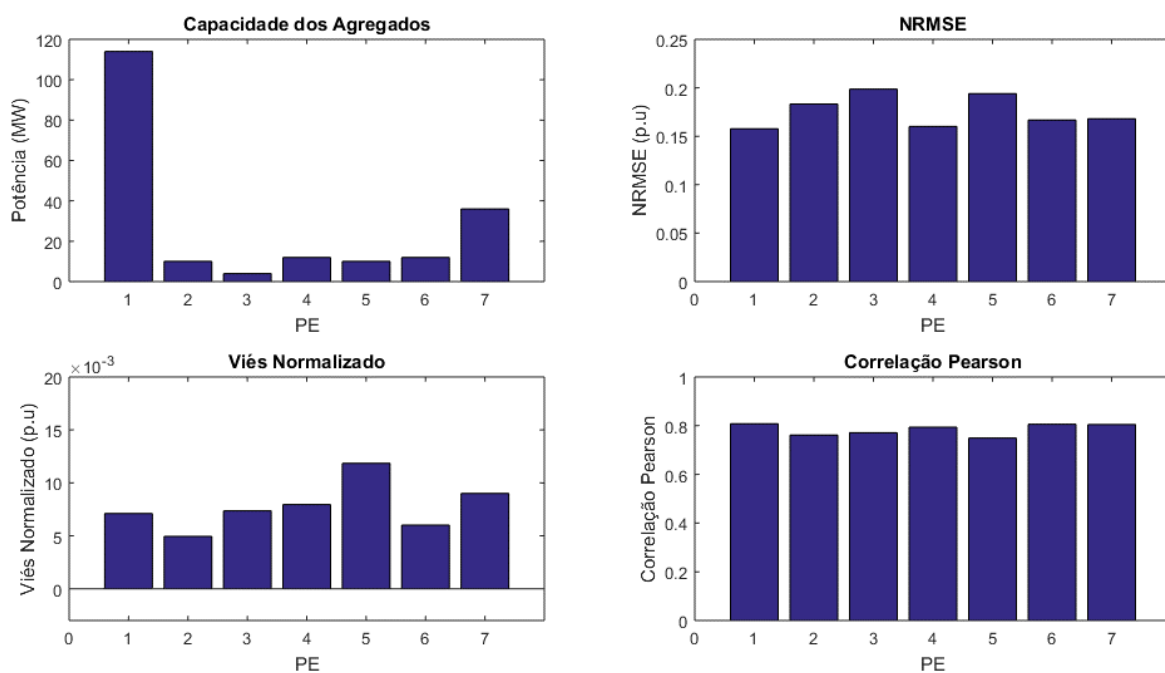 Capacidade dos Agregados
Potência (MW)
120
100
80
60
40
20
0
1 2 3 4 5 6 7
PE
NRMSE
NRMSE (p.u)
0.25
0.2
0.15
0.1
0.05
0
0 1 2 3 4 5 6 7
PE
Viés Normalizado
×10-3
Viés Normalizado (p.u)
20
15
10
5
0
0 1 2 3 4 5 6 7
PE
Correlação Pearson
Correlação Pearson
1
0.8
0.6
0.4
0.2
0
0 1 2 3 4 5 6 7
PE